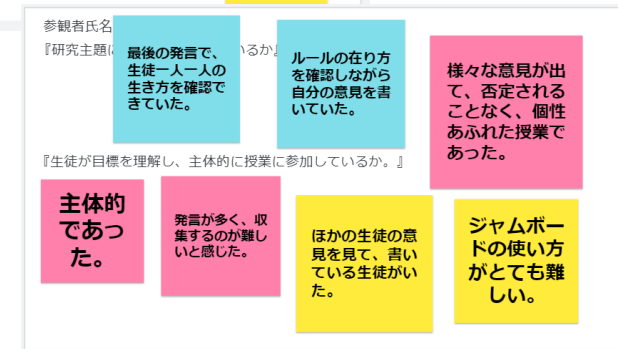 参観者氏名
『研究主題に
いるか』
最後の発言で、
生徒一人一人の
生き方を確認で
きていた。
ルールの在り方
を確認しながら
自分の意見を書
いていた。
様々な意見が出
て、否定される
ことなく、個性
あふれた授業で
あった。
『生徒が目標を理解し、主体的に授業に参加しているか。』
主体的
であっ
た。
発言が多く、収
集するのが難し
いと感じた。
ほかの生徒の意
見を見て、書い
ている生徒がい
た。
ジャムボー
ドの使い方
がとても難
しい。